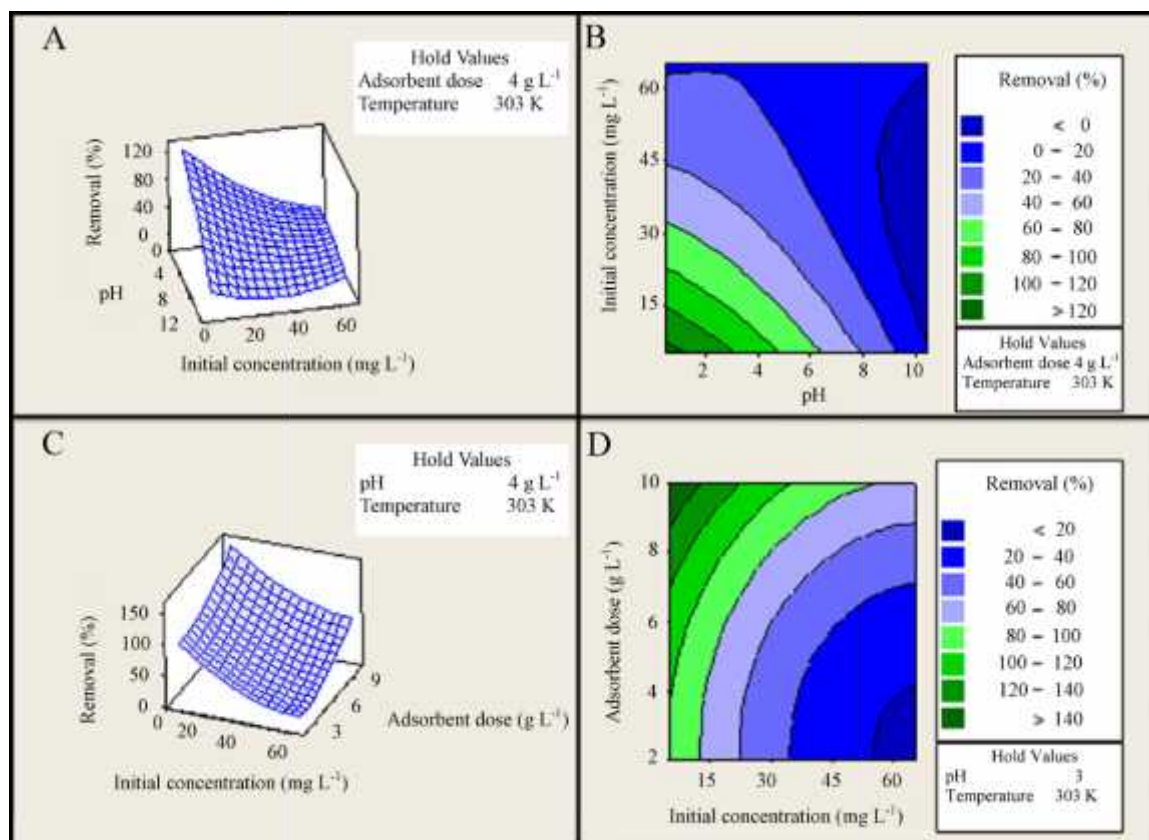 A
Hold Values
Adsorbent dose 4 g L⁻¹
Temperature 303 K
120
80
40
0
Removal (%)
0
4
8
12
pH
0 20 40 60
Initial concentration (mg L⁻¹)
B
60
45
30
15
Initial concentration (mg L⁻¹)
2 4 6 8 10
pH
Removal (%)
< 0
0 – 20
20 – 40
40 – 60
60 – 80
80 – 100
100 – 120
⩾ 120
Hold Values
Adsorbent dose 4 g L⁻¹
Temperature 303 K
C
Hold Values
pH 4 g L⁻¹
Temperature 303 K
150
100
50
0
Removal (%)
0 20 40 60
Initial concentration (mg L⁻¹)
9
6
3
Adsorbent dose (g L⁻¹)
D
10
8
6
4
2
Adsorbent dose (g L⁻¹)
15 30 45 60
Initial concentration (mg L⁻¹)
Removal (%)
< 20
20 – 40
40 – 60
60 – 80
80 – 100
100 – 120
120 – 140
⩾ 140
Hold Values
pH 3
Temperature 303 K